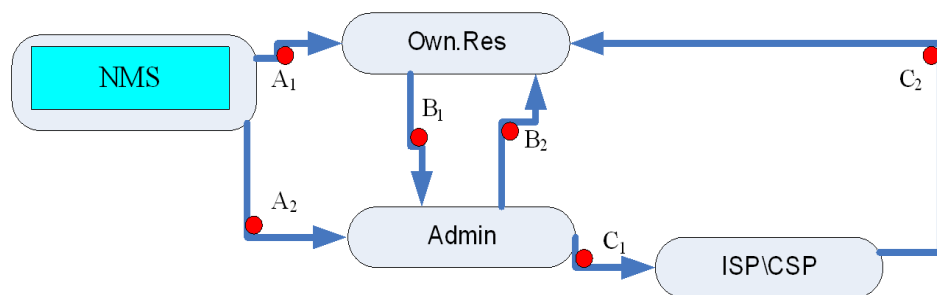 Own.Res
NMS
A₁
B₁
B₂
C₂
A₂
Admin
C₁
ISP\CSP